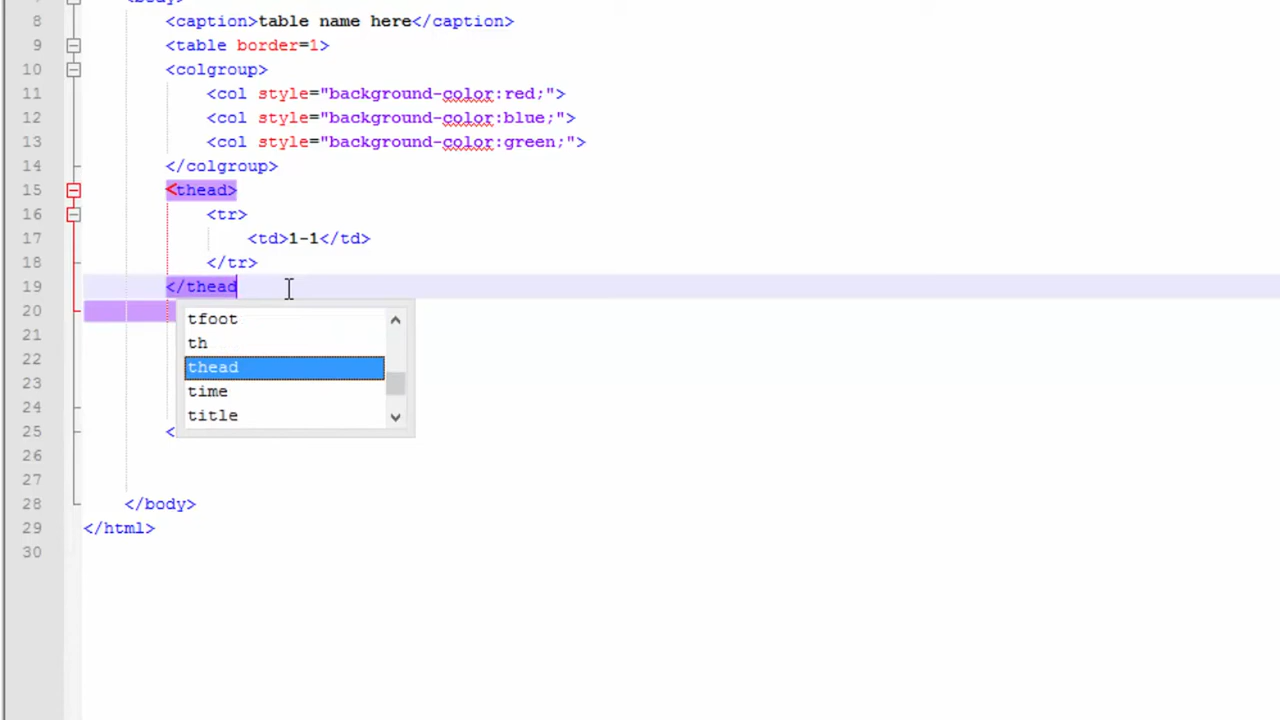 <body>
8 <caption>table name here</caption>
9 <table border=1>
10 <colgroup>
11 <col style="background-color:red;">
12 <col style="background-color:blue;">
13 <col style="background-color:green;">
14 </colgroup>
15 <thead>
16 <tr>
17 <td>1-1</td>
18 </tr>
19 </thead
20
tfoot
21 th
22 thead
23 time
24 title
25 <
26
27
28 </body>
29 </html>
30